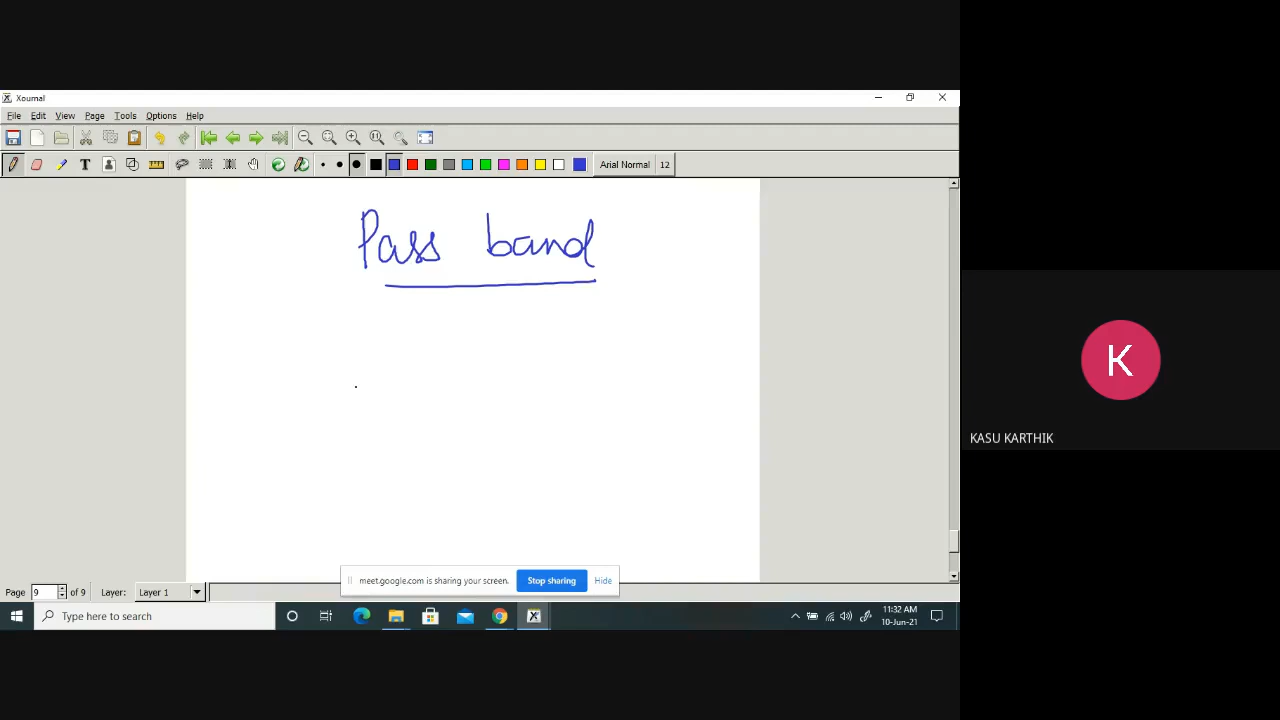 Xournal
File Edit View Page Tools Options Help
T Arial Normal 12
Pass band
K
KASU KARTHIK
meet.google.com is sharing your screen. Stop sharing Hide
Page 9 of 9 Layer: Layer 1
Type here to search
11:32 AM
10-Jun-21